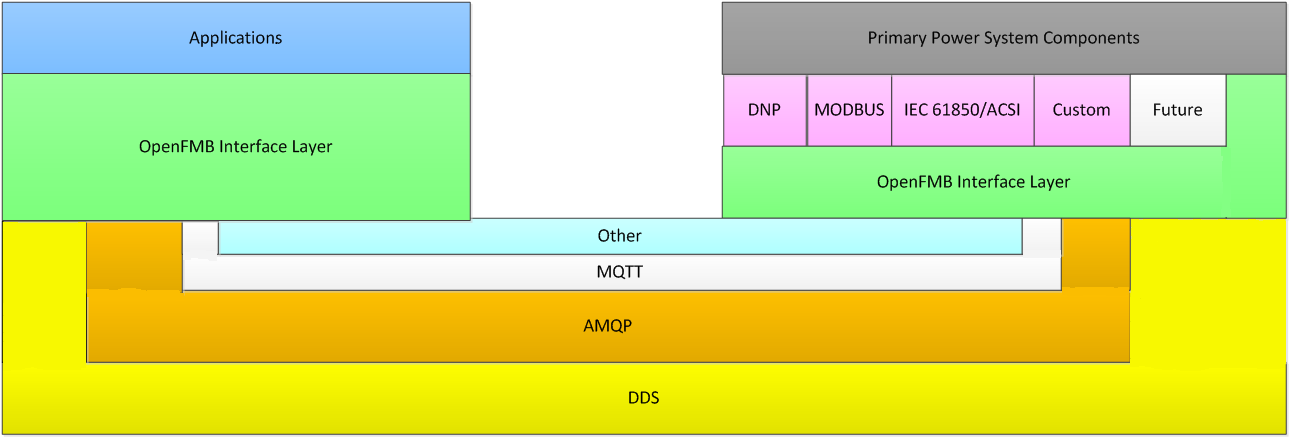 Applications
Primary Power System Components
DNP
MODBUS
IEC 61850/ACSI
Custom
Future
OpenFMB Interface Layer
OpenFMB Interface Layer
Other
MQTT
AMQP
DDS